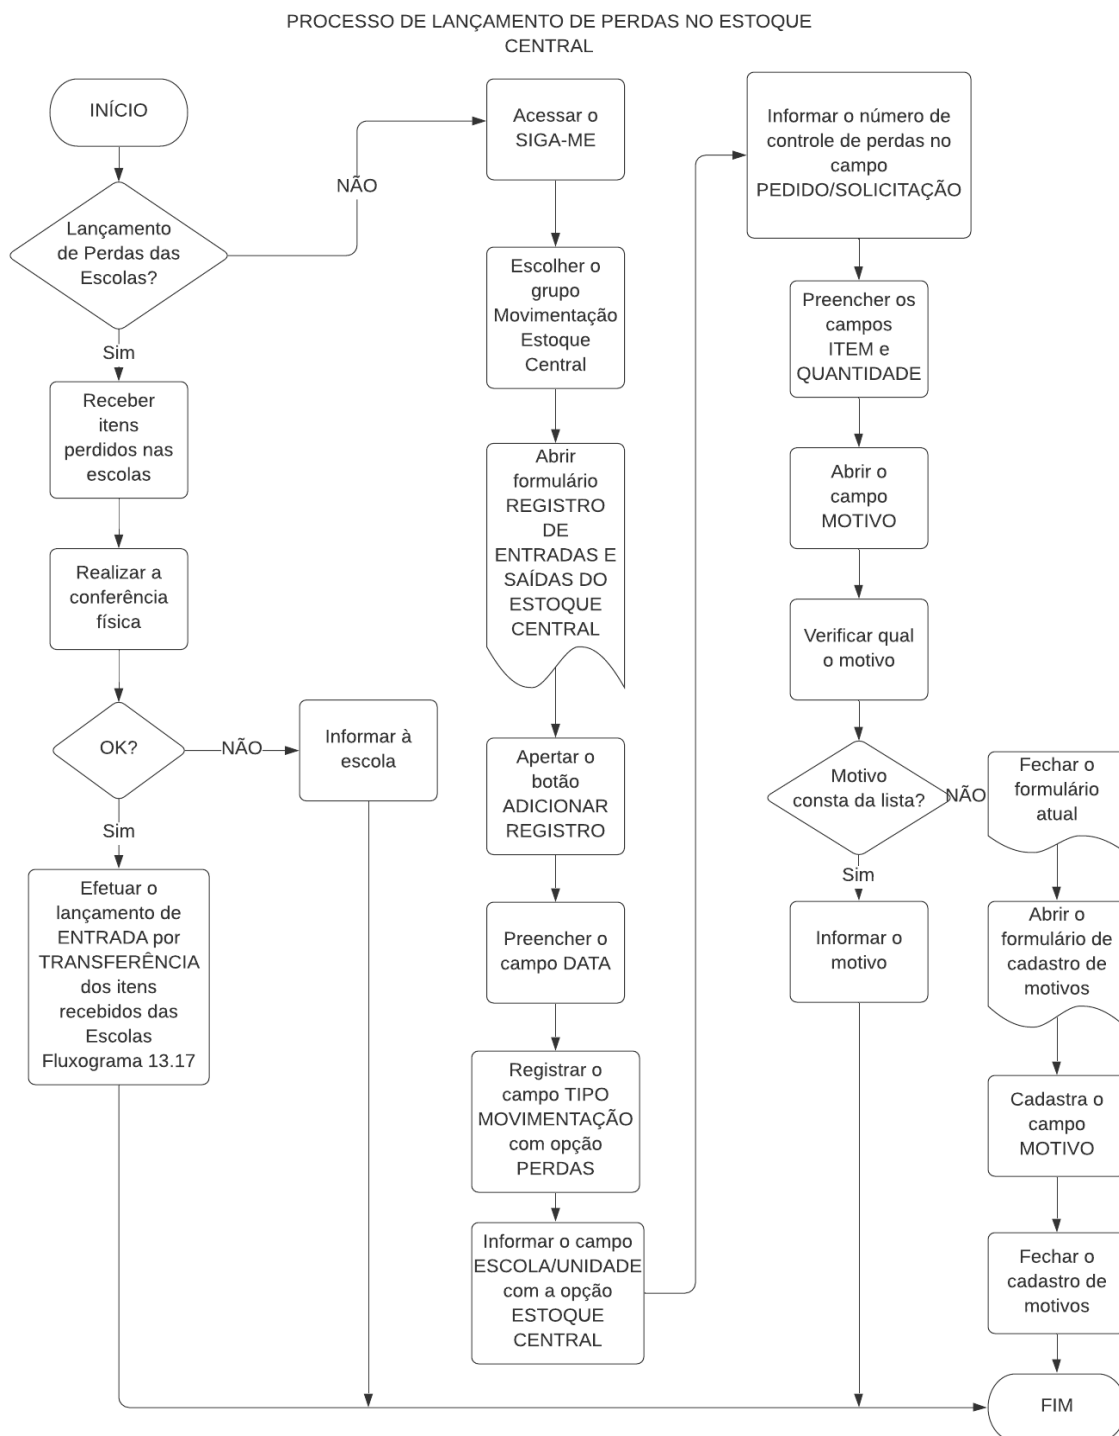 PROCESSO DE LANÇAMENTO DE PERDAS NO ESTOQUE
CENTRAL
INÍCIO
Lançamento
de Perdas das
Escolas?
NÃO
Sim
Receber
itens
perdidos nas
escolas
Realizar a
conferência
física
OK?
NÃO
Informar à
escola
Sim
Efetuar o
lançamento de
ENTRADA por
TRANSFERÊNCIA
dos itens
recebidos das
Escolas
Fluxograma 13.17
Acessar o
SIGA-ME
Escolher o
grupo
Movimentação
Estoque
Central
Abrir
formulário
REGISTRO
DE
ENTRADAS E
SAÍDAS DO
ESTOQUE
CENTRAL
Apertar o
botão
ADICIONAR
REGISTRO
Preencher o
campo DATA
Registrar o
campo TIPO
MOVIMENTAÇÃO
com opção
PERDAS
Informar o campo
ESCOLA/UNIDADE
com a opção
ESTOQUE
CENTRAL
Informar o número de
controle de perdas no
campo
PEDIDO/SOLICITAÇÃO
Preencher os
campos
ITEM e
QUANTIDADE
Abrir o
campo
MOTIVO
Verificar qual
o motivo
Motivo
consta da lista?
NÃO
Sim
Informar o
motivo
Fechar o
formulário
atual
Abrir o
formulário de
cadastro de
motivos
Cadastra o
campo
MOTIVO
Fechar o
cadastro de
motivos
FIM